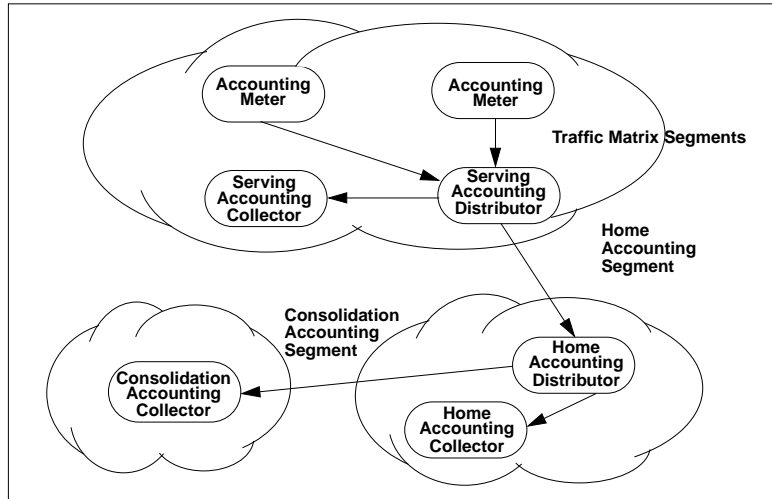 Accounting
Meter
Accounting
Meter
Traffic Matrix Segments
Serving
Accounting
Collector
Serving
Accounting
Distributor
Home
Accounting
Segment
Consolidation
Accounting
Segment
Home
Accounting
Distributor
Consolidation
Accounting
Collector
Home
Accounting
Collector